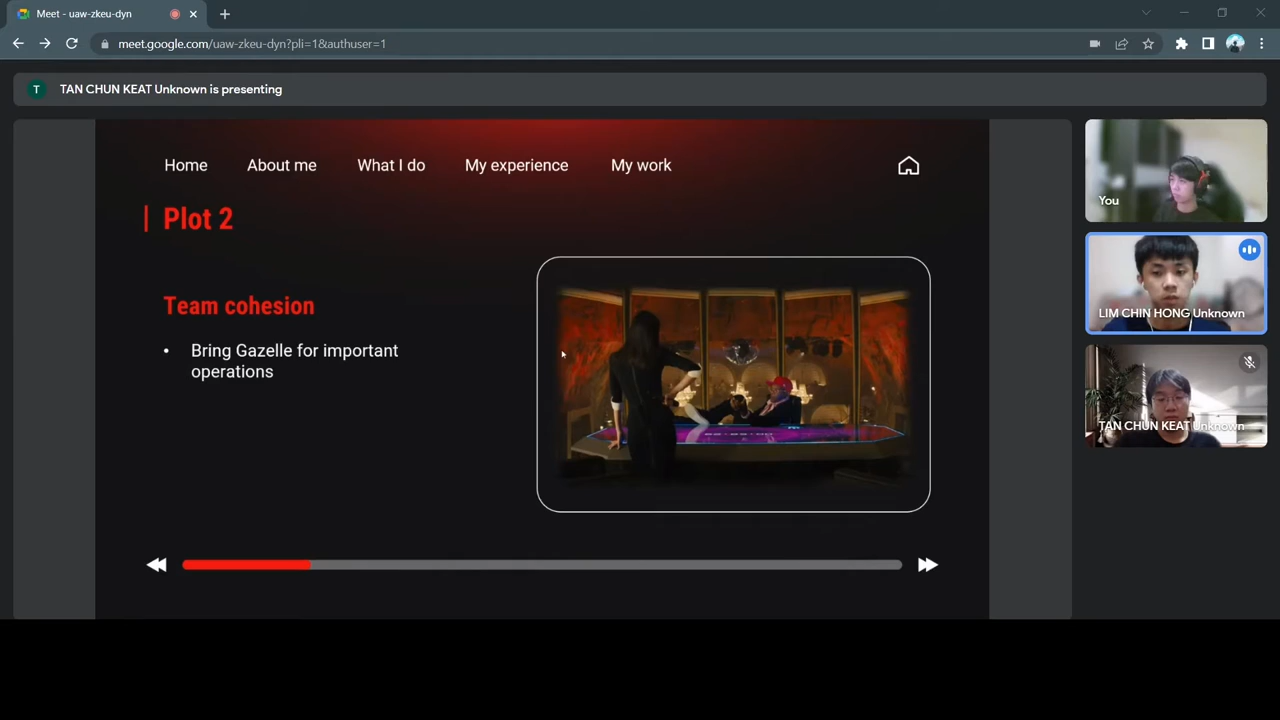 Meet - uaw-zkeu-dyn
meet.google.com/uaw-zkeu-dyn?pli=1&authuser=1
T TAN CHUN KEAT Unknown is presenting
Home About me What I do My experience My work
Plot 2
Team cohesion
• Bring Gazelle for important
operations
You
LIM CHIN HONG Unknown
TAN CHUN KEAT Unknown